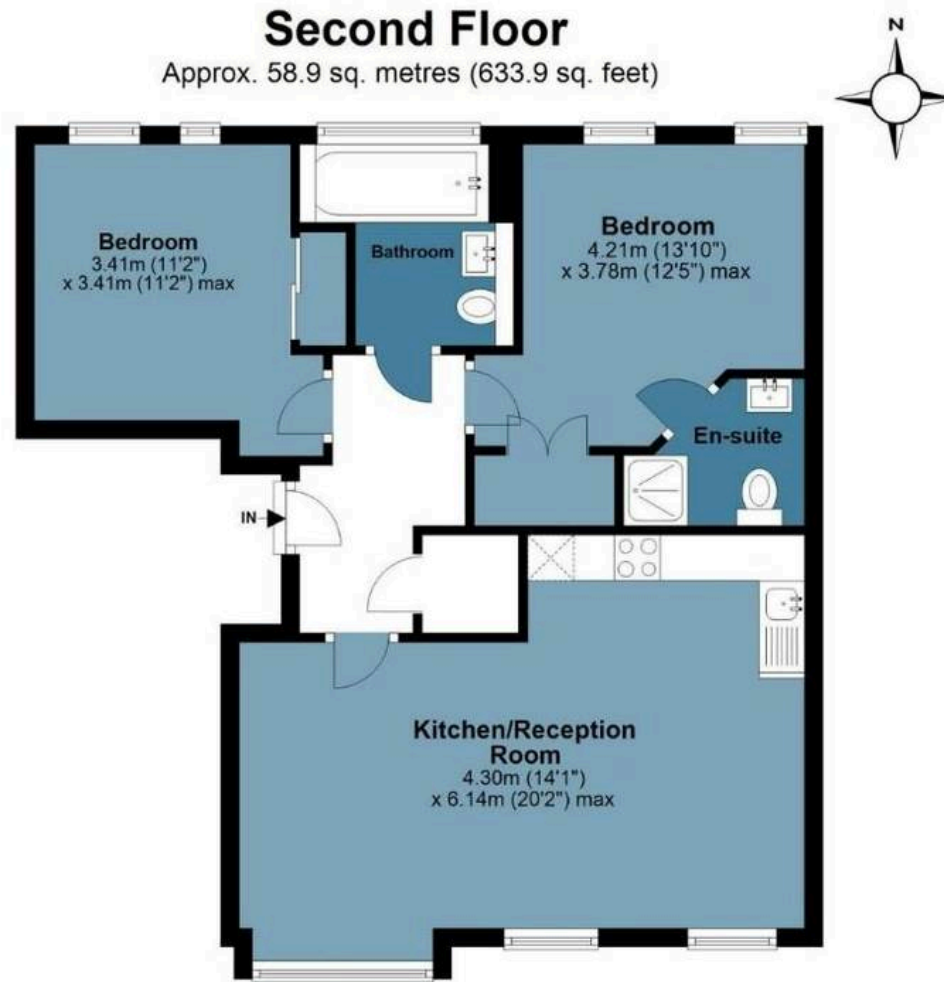 Second Floor
Approx. 58.9 sq. metres (633.9 sq. feet)
N
Bedroom
3.41m (11'2")
x 3.41m (11'2") max
Bathroom
Bedroom
4.21m (13'10")
x 3.78m (12'5") max
En-suite
IN
Kitchen/Reception
Room
4.30m (14'1")
x 6.14m (20'2") max